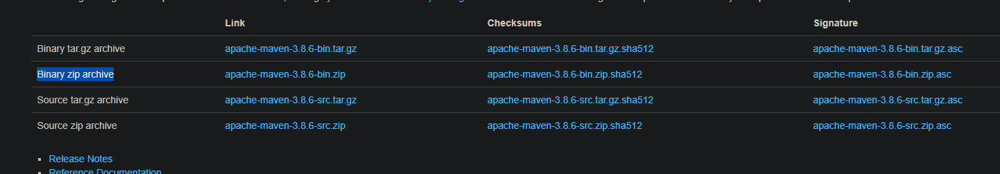 Link Checksums Signature
Binary tar.gz archive apache-maven-3.8.6-bin.tar.gz apache-maven-3.8.6-bin.tar.gz.sha512 apache-maven-3.8.6-bin.tar.gz.asc
Binary zip archive apache-maven-3.8.6-bin.zip apache-maven-3.8.6-bin.zip.sha512 apache-maven-3.8.6-bin.zip.asc
Source tar.gz archive apache-maven-3.8.6-src.tar.gz apache-maven-3.8.6-src.tar.gz.sha512 apache-maven-3.8.6-src.tar.gz.asc
Source zip archive apache-maven-3.8.6-src.zip apache-maven-3.8.6-src.zip.sha512 apache-maven-3.8.6-src.zip.asc
Release Notes
Reference Documentation